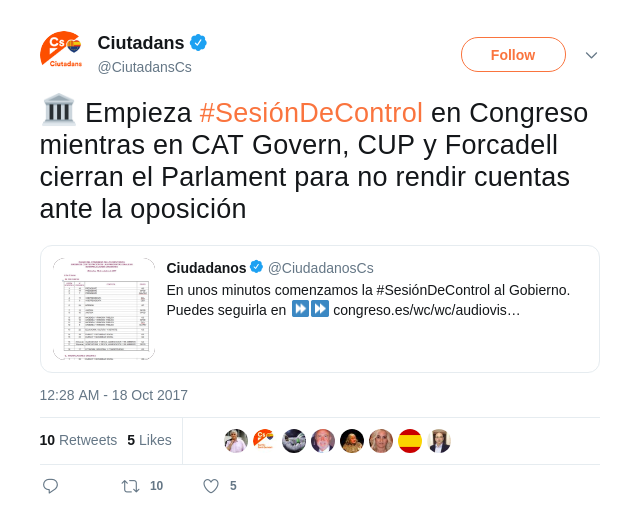 Cs
Ciutadans
Ciutadans
@CiutadansCs
Follow
🏛 Empieza #SesiónDeControl en Congreso
mientras en CAT Govern, CUP y Forcadell
cierran el Parlament para no rendir cuentas
ante la oposición
Ciudadanos @CiudadanosCs
En unos minutos comenzamos la #SesiónDeControl al Gobierno.
Puedes seguirla en ⏩⏩ congreso.es/wc/wc/audiovis…
12:28 AM - 18 Oct 2017
10 Retweets 5 Likes
10 5